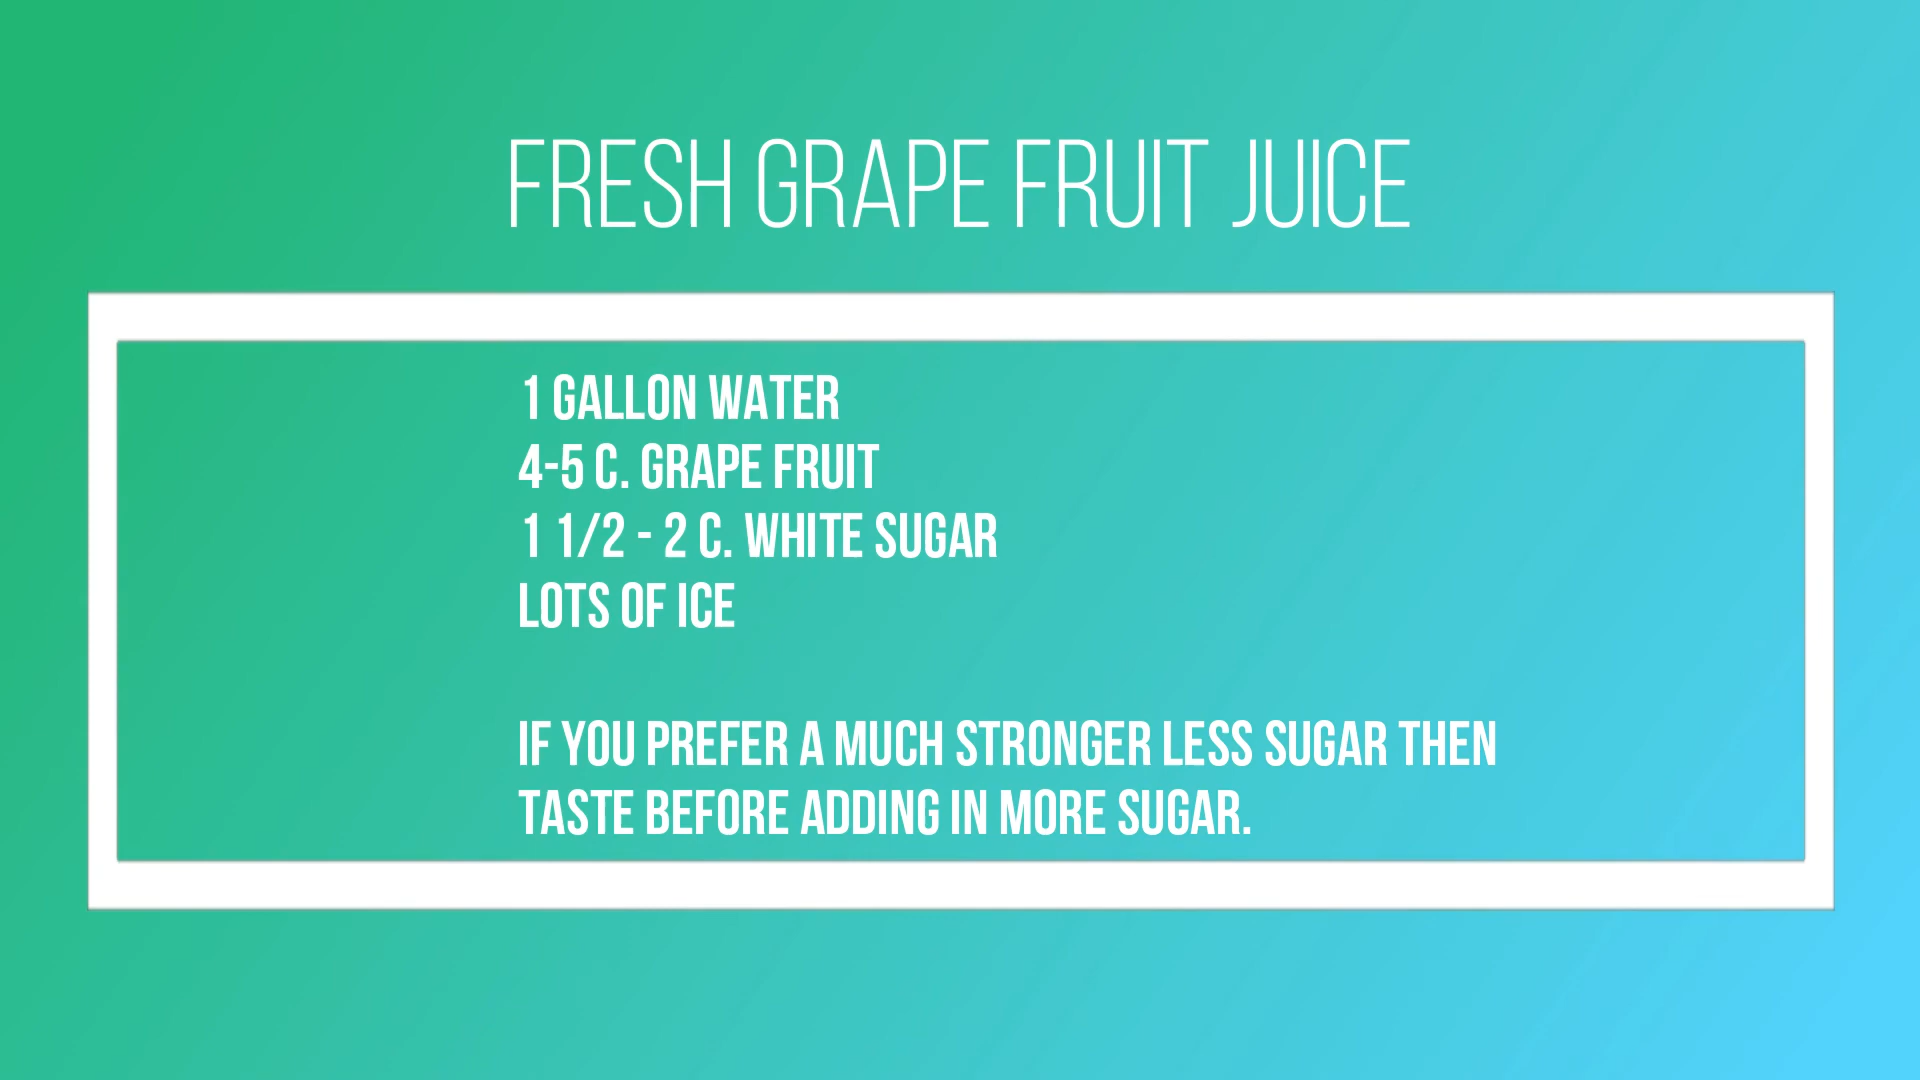 FRESH GRAPE FRUIT JUICE
1 GALLON WATER
4-5 C. GRAPE FRUIT
1 1/2 - 2 C. WHITE SUGAR
LOTS OF ICE
IF YOU PREFER A MUCH STRONGER LESS SUGAR THEN
TASTE BEFORE ADDING IN MORE SUGAR.